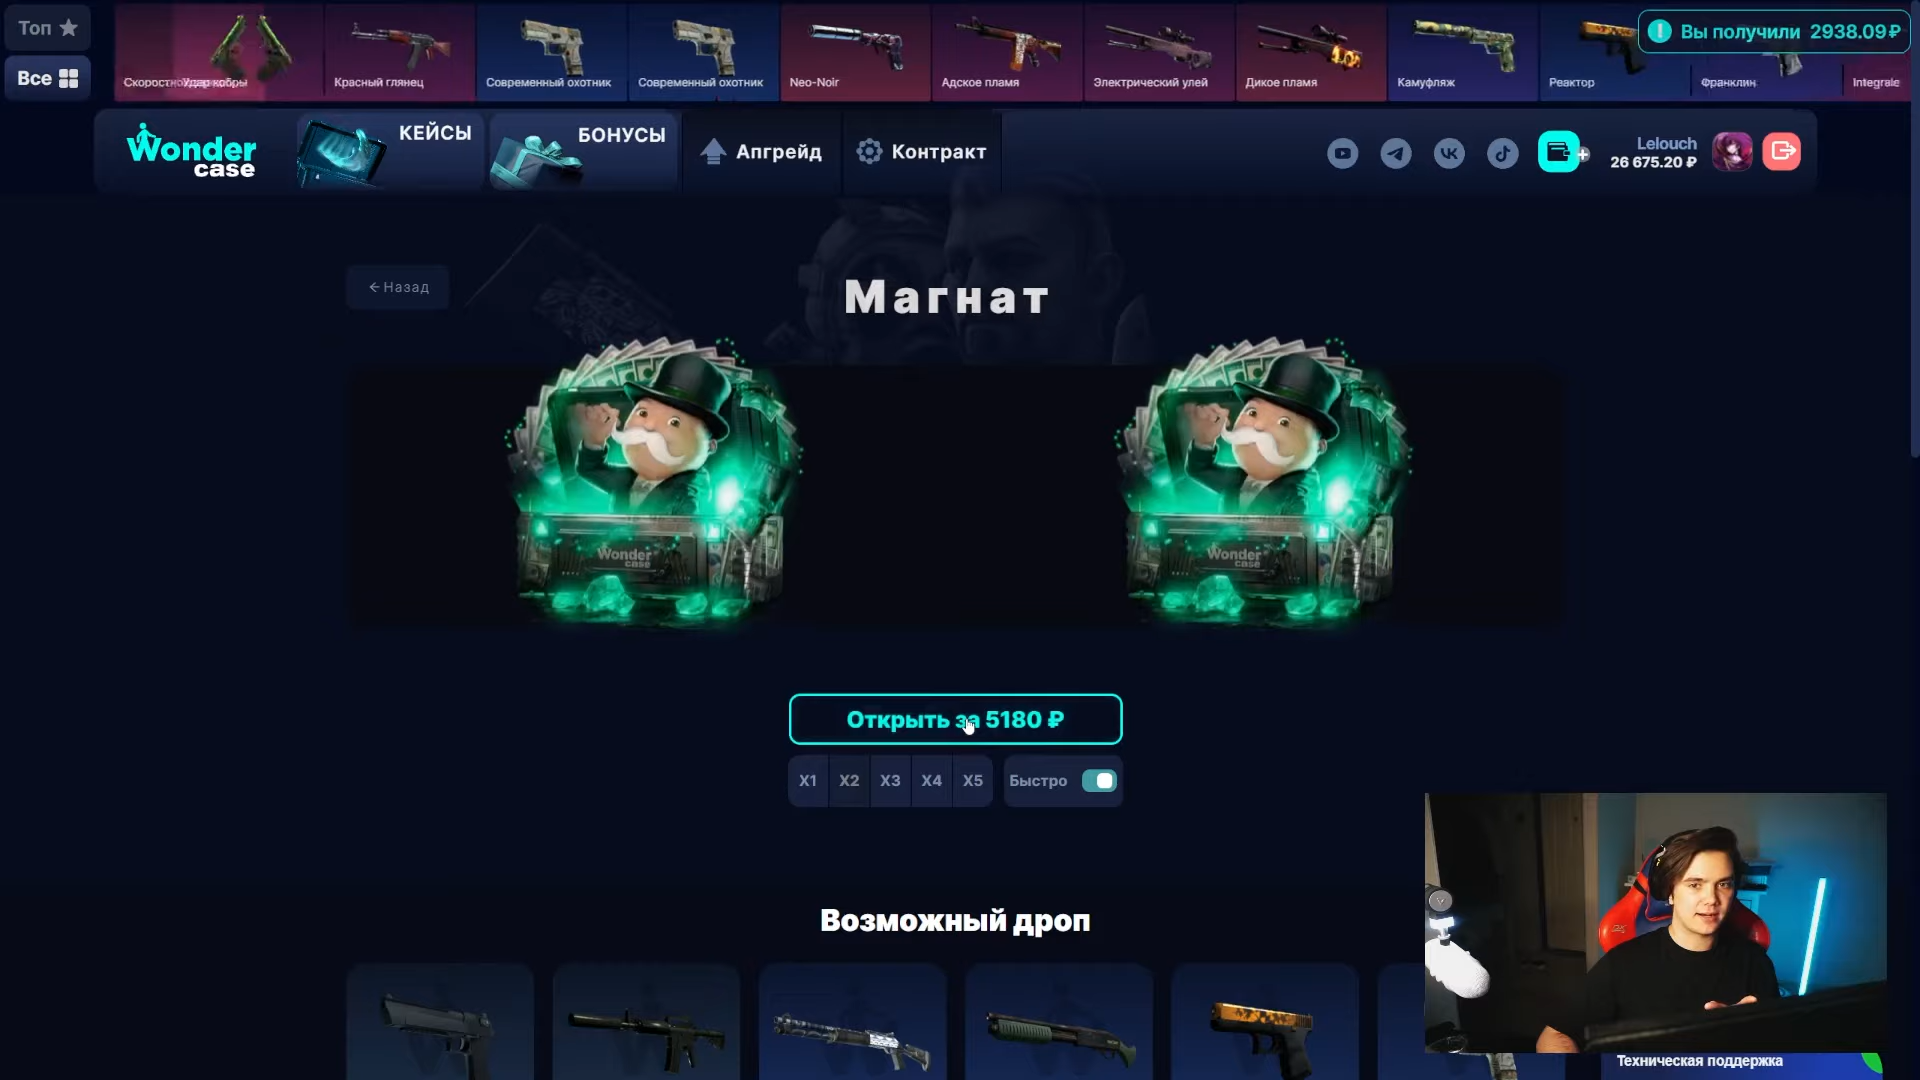 Топ
Все
Скоростной
Удар кобры
Красный глянец
Современный охотник
Современный охотник
Neo-Noir
Адское пламя
Электрический улей
Дикое пламя
Камуфляж
Реактор
Франклин
Integrale
Вы получили 2938.09₽
Wonder
case
КЕЙСЫ
БОНУСЫ
Апгрейд
Контракт
Lelouch
26 675.20 ₽
← Назад
Магнат
Wonder
case
Wonder
case
Открыть за 5180 ₽
X1
X2
X3
X4
X5
Быстро
Возможный дроп
Техническая поддержка